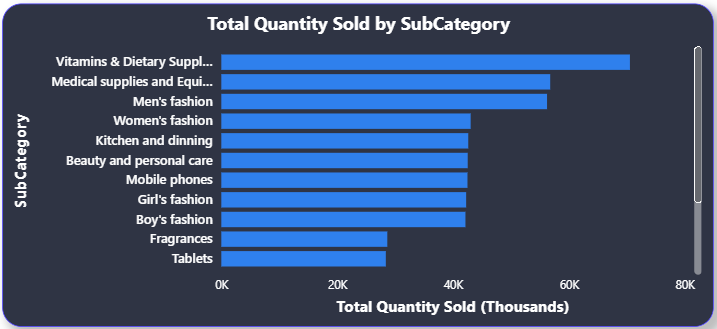 Total Quantity Sold by SubCategory
SubCategory
Vitamins & Dietary Suppl...
Medical supplies and Equi...
Men's fashion
Women's fashion
Kitchen and dinning
Beauty and personal care
Mobile phones
Girl's fashion
Boy's fashion
Fragrances
Tablets
0K 20K 40K 60K 80K
Total Quantity Sold (Thousands)